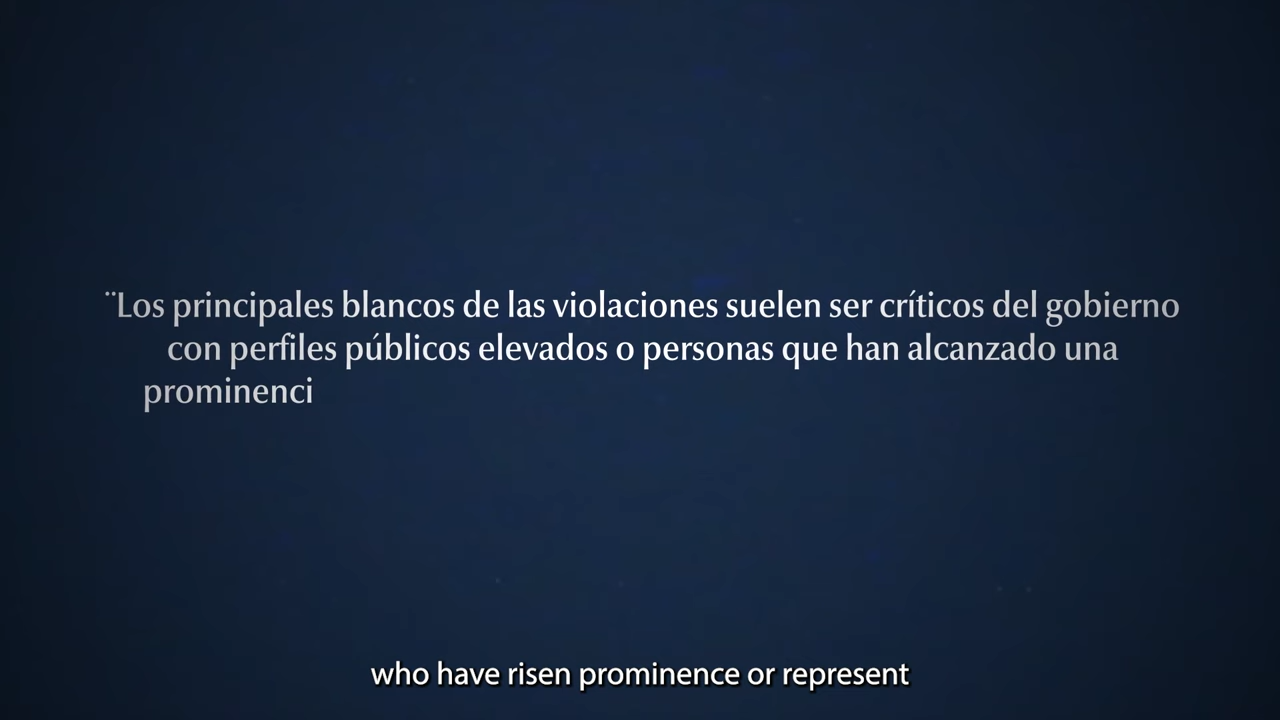 ¨Los principales blancos de las violaciones suelen ser críticos del gobierno
con perfiles públicos elevados o personas que han alcanzado una
prominenci
who have risen prominence or represent